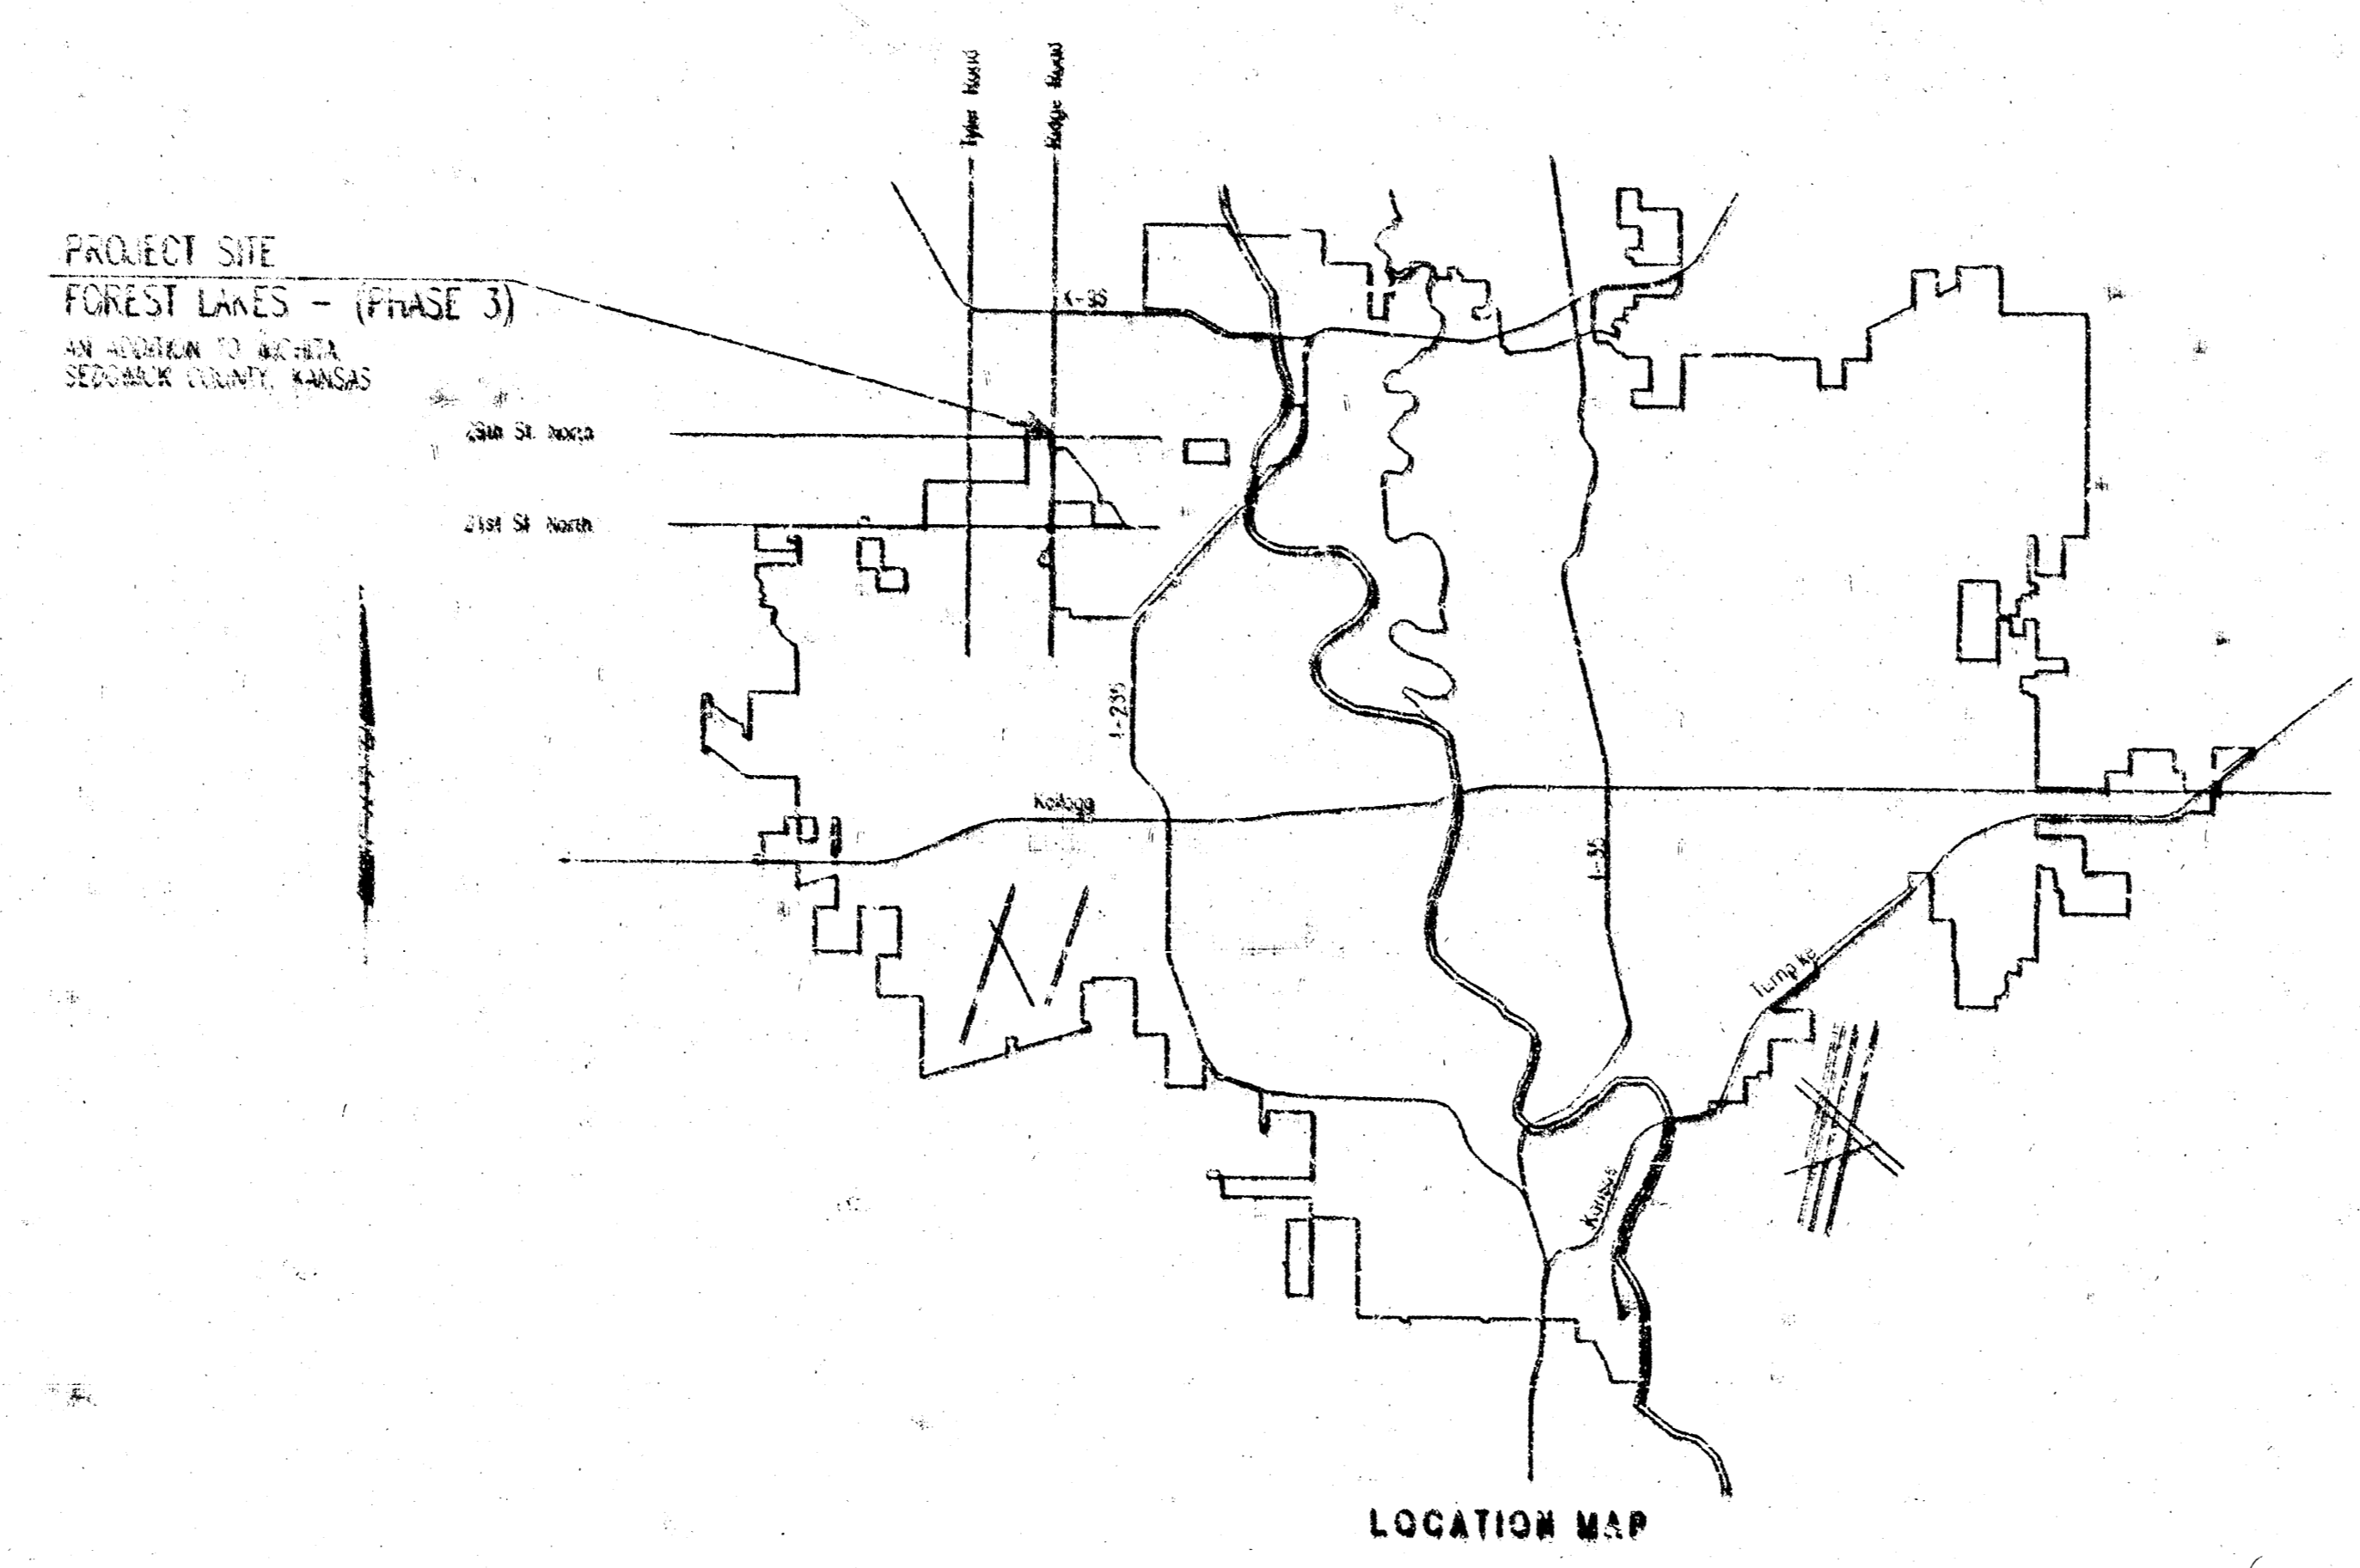 Tyler Road
Ridge Road
PROJECT SITE
FOREST LAKES - (PHASE 3)
AN ADDITION TO WICHITA,
SEDGWICK COUNTY, KANSAS
K-96
29th St. North
21st St. North
I-235
Kellogg
I-35
Turnpike
Kansas
LOCATION MAP